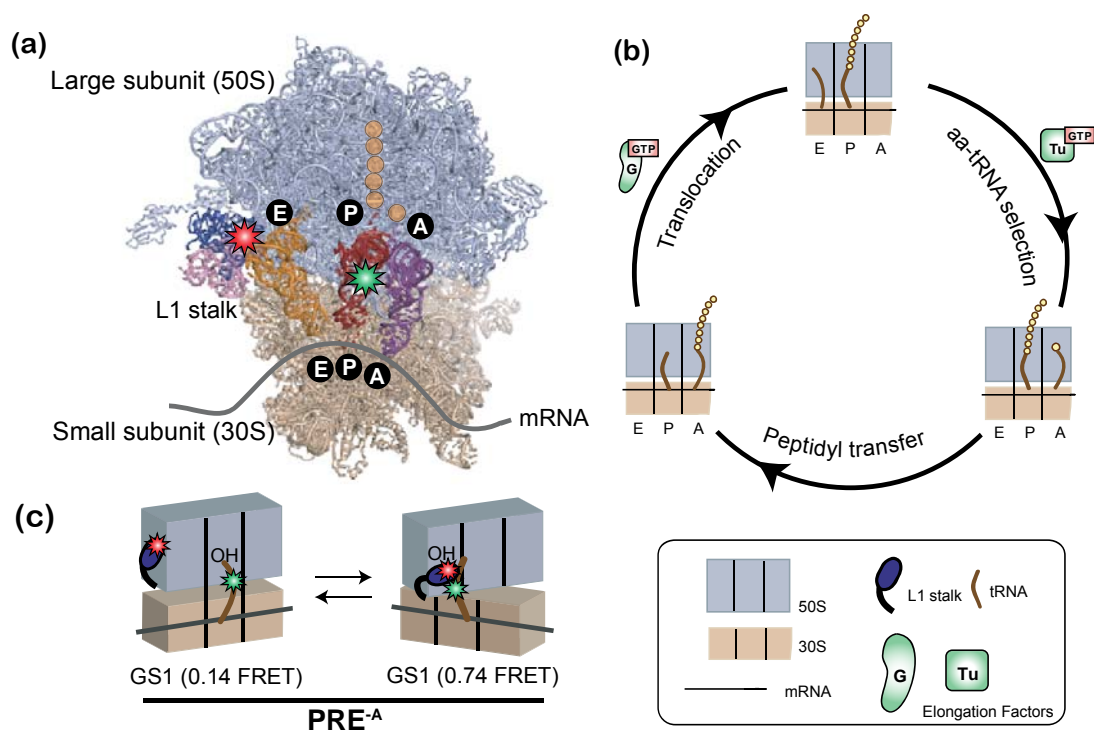 (a)
Large subunit (50S)
E
P
A
L1 stalk
E P A
mRNA
Small subunit (30S)
(b)
E P A
GTP
G
Translocation
GTP
Tu
aa-tRNA selection
E P A
E P A
Peptidyl transfer
(c)
OH
OH
GS1 (0.14 FRET)
GS1 (0.74 FRET)
PRE-A
50S
L1 stalk
tRNA
30S
mRNA
G
Tu
Elongation Factors